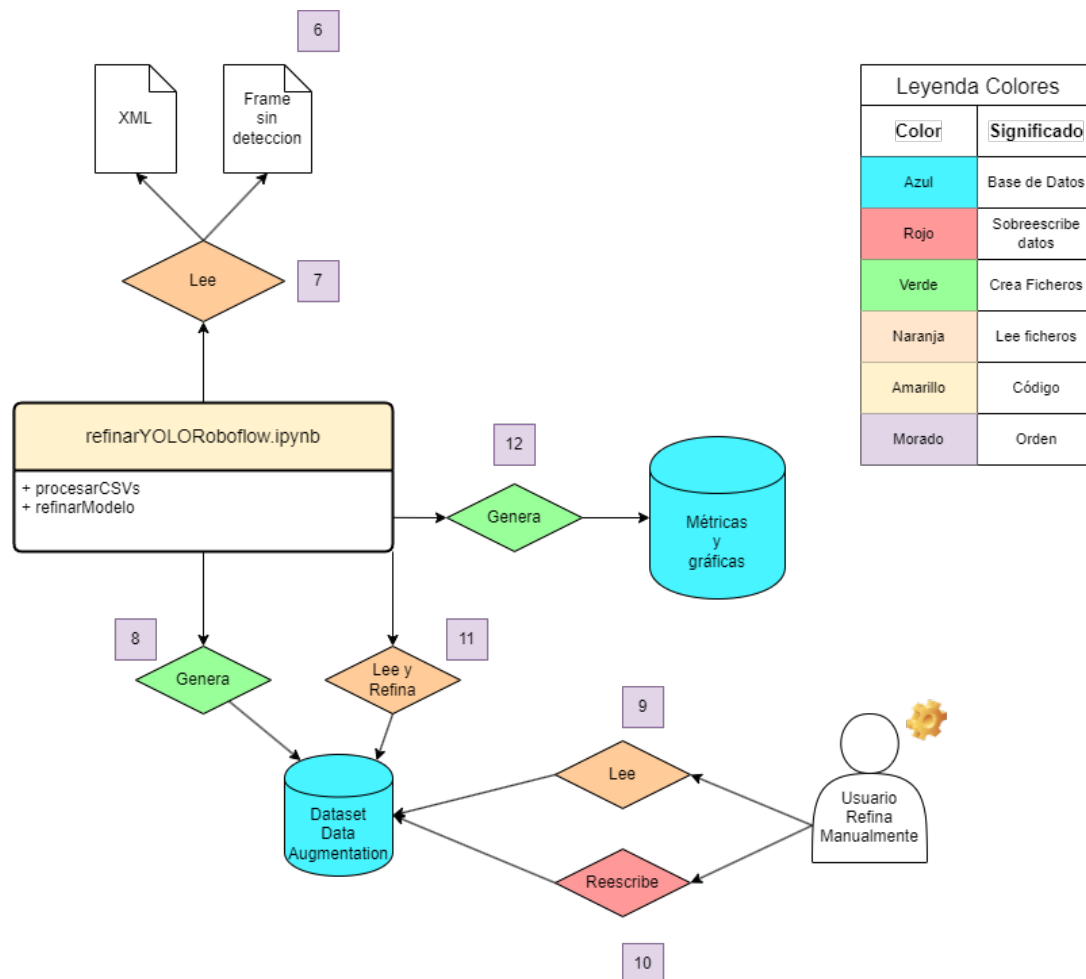 6
XML
Frame
sin
deteccion
Lee
7
refinarYOLORoboflow.ipynb
+ procesarCSVs
+ refinarModelo
12
Genera
Métricas
y
gráficas
8
Genera
11
Lee y
Refina
Dataset
Data
Augmentation
9
Lee
Reescribe
10
Usuario
Refina
Manualmente
Leyenda Colores
Color Significado
Azul Base de Datos
Rojo Sobreescribe
datos
Verde Crea Ficheros
Naranja Lee ficheros
Amarillo Código
Morado Orden